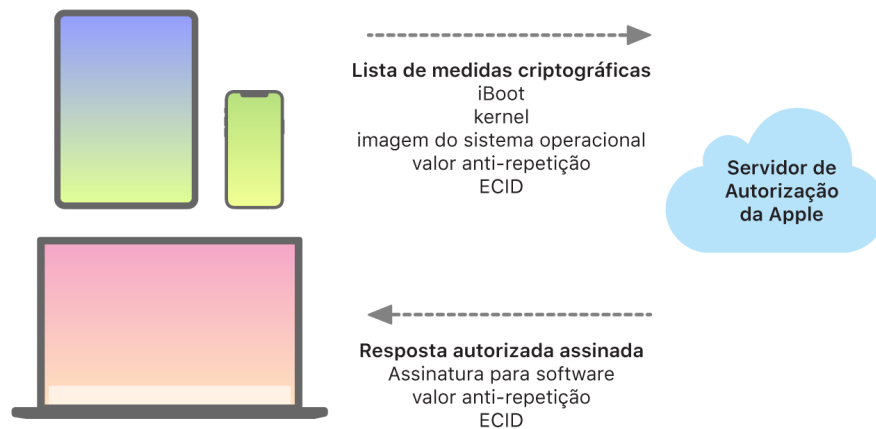 Lista de medidas criptográficas
iBoot
kernel
imagem do sistema operacional
valor anti-repetição
ECID
Servidor de
Autorização
da Apple
Resposta autorizada assinada
Assinatura para software
valor anti-repetição
ECID